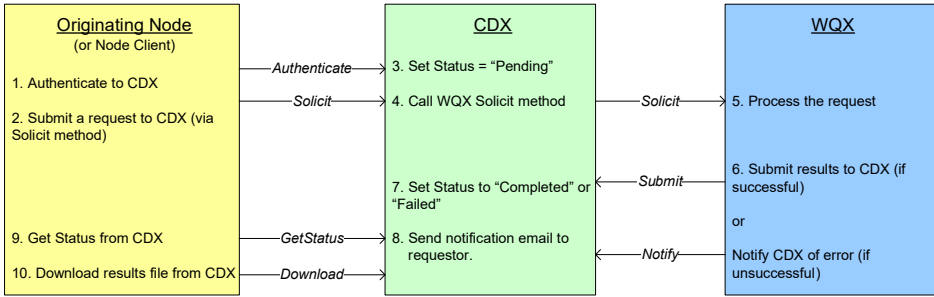 Originating Node
(or Node Client)
1. Authenticate to CDX
2. Submit a request to CDX (via
Solicit method)
9. Get Status from CDX
10. Download results file from CDX
Authenticate
Solicit
GetStatus
Download
CDX
3. Set Status = “Pending”
4. Call WQX Solicit method
7. Set Status to “Completed” or
“Failed”
8. Send notification email to
requestor.
Solicit
Submit
Notify
WQX
5. Process the request
6. Submit results to CDX (if
successful)
or
Notify CDX of error (if
unsuccessful)